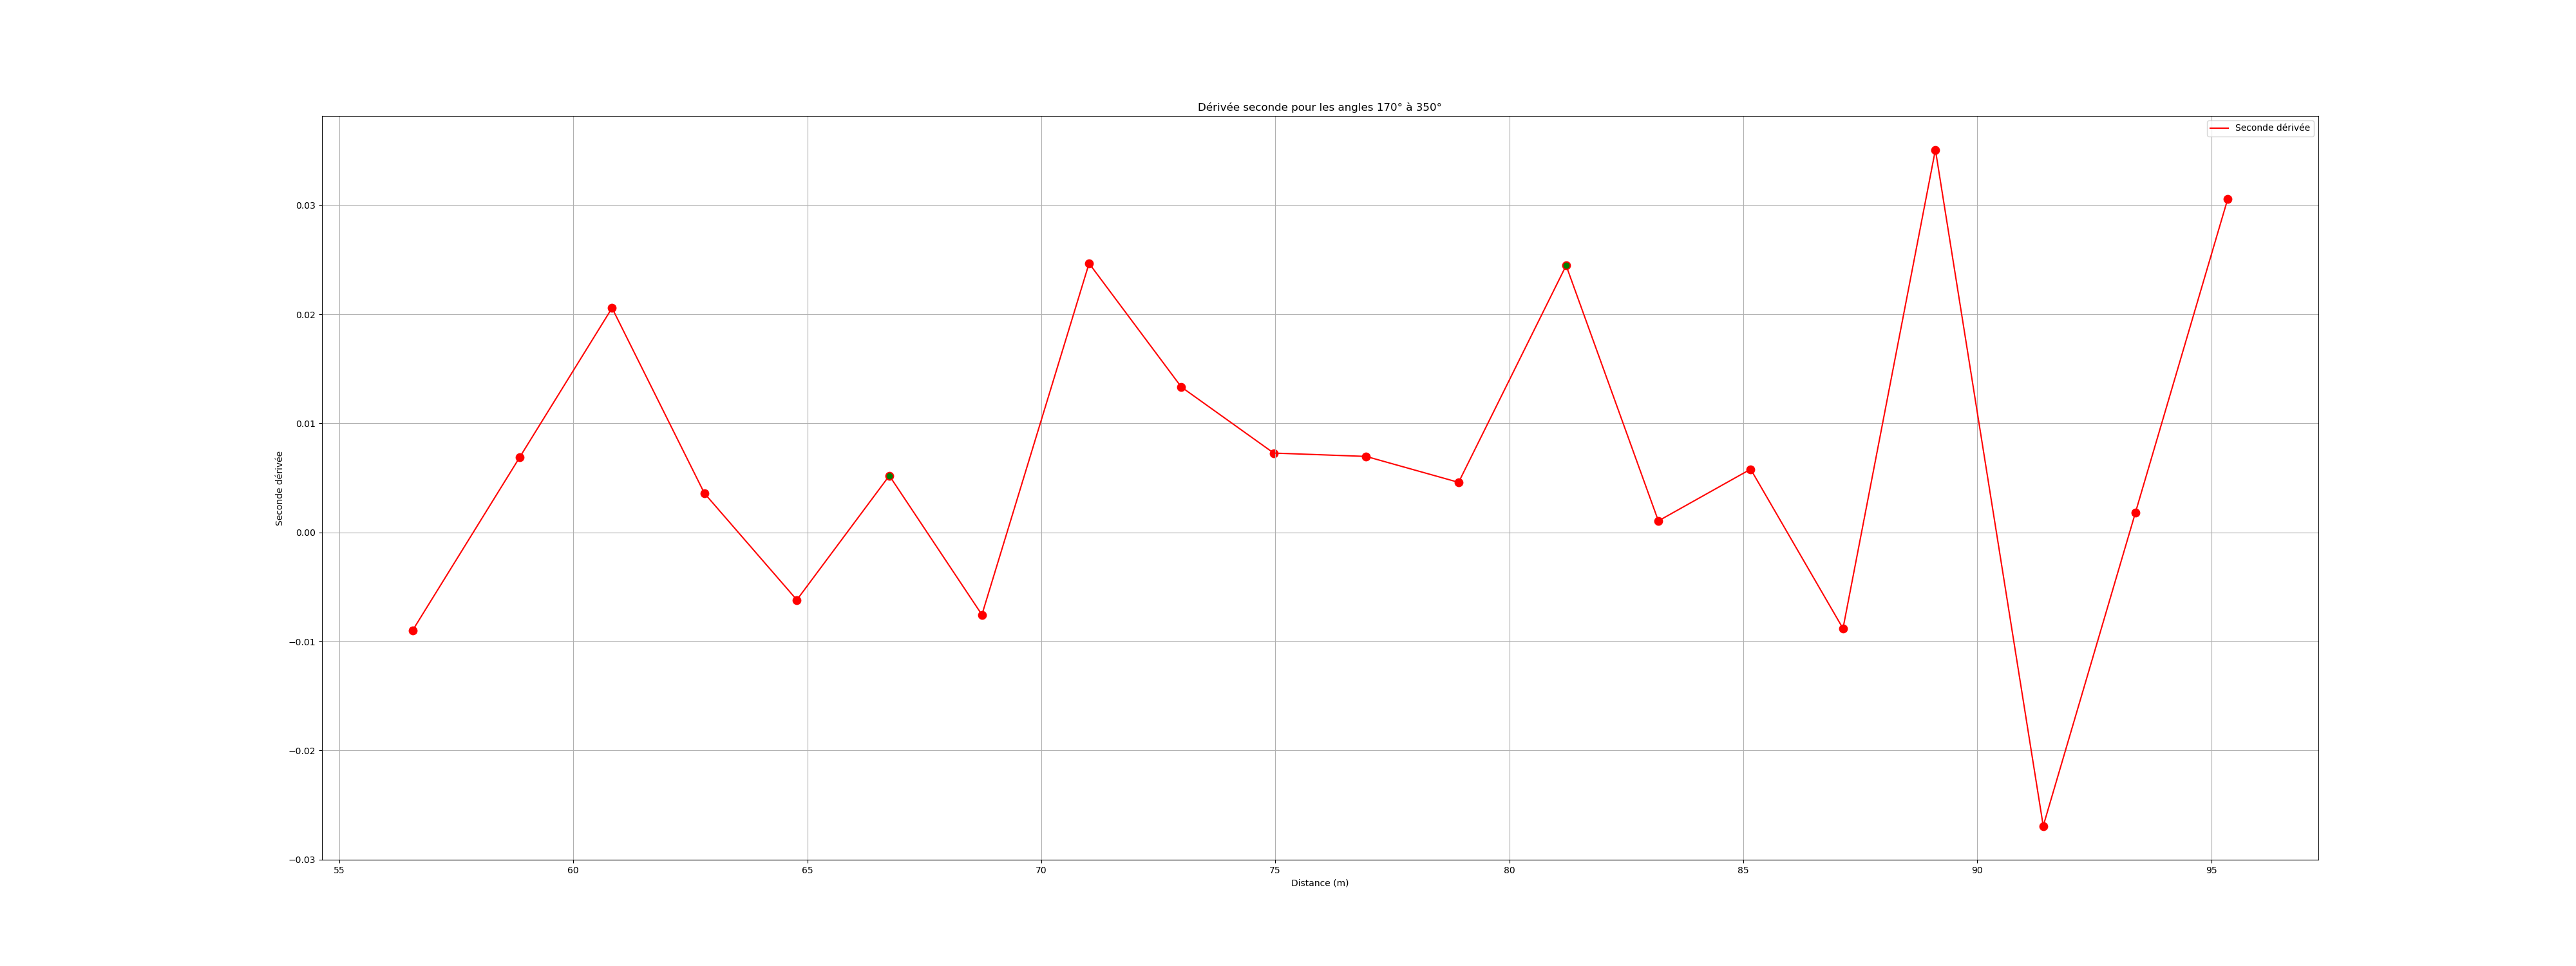 Dérivée seconde pour les angles 170° à 350°
Seconde dérivée
0.03
0.02
0.01
0.00
−0.01
−0.02
−0.03
Seconde dérivée
55 60 65 70 75 80 85 90 95
Distance (m)